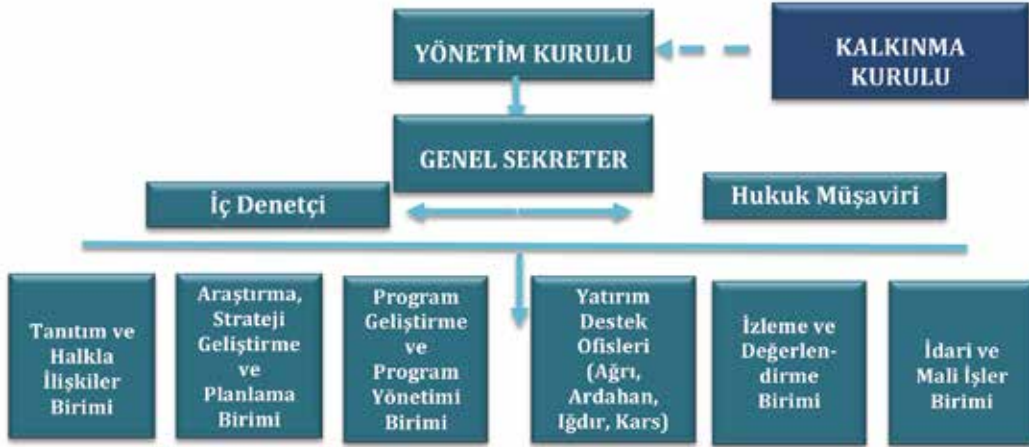 YÖNETİM KURULU
KALKINMA
KURULU
GENEL SEKRETER
İç Denetçi
Hukuk Müşaviri
Tanıtım ve
Halkla
İlişkiler
Birimi
Araştırma,
Strateji
Geliştirme
ve
Planlama
Birimi
Program
Geliştirme
ve
Program
Yönetimi
Birimi
Yatırım
Destek
Ofisleri
(Ağrı,
Ardahan,
Iğdır, Kars)
İzleme ve
Değerlen-
dirme
Birimi
İdari ve
Mali İşler
Birimi